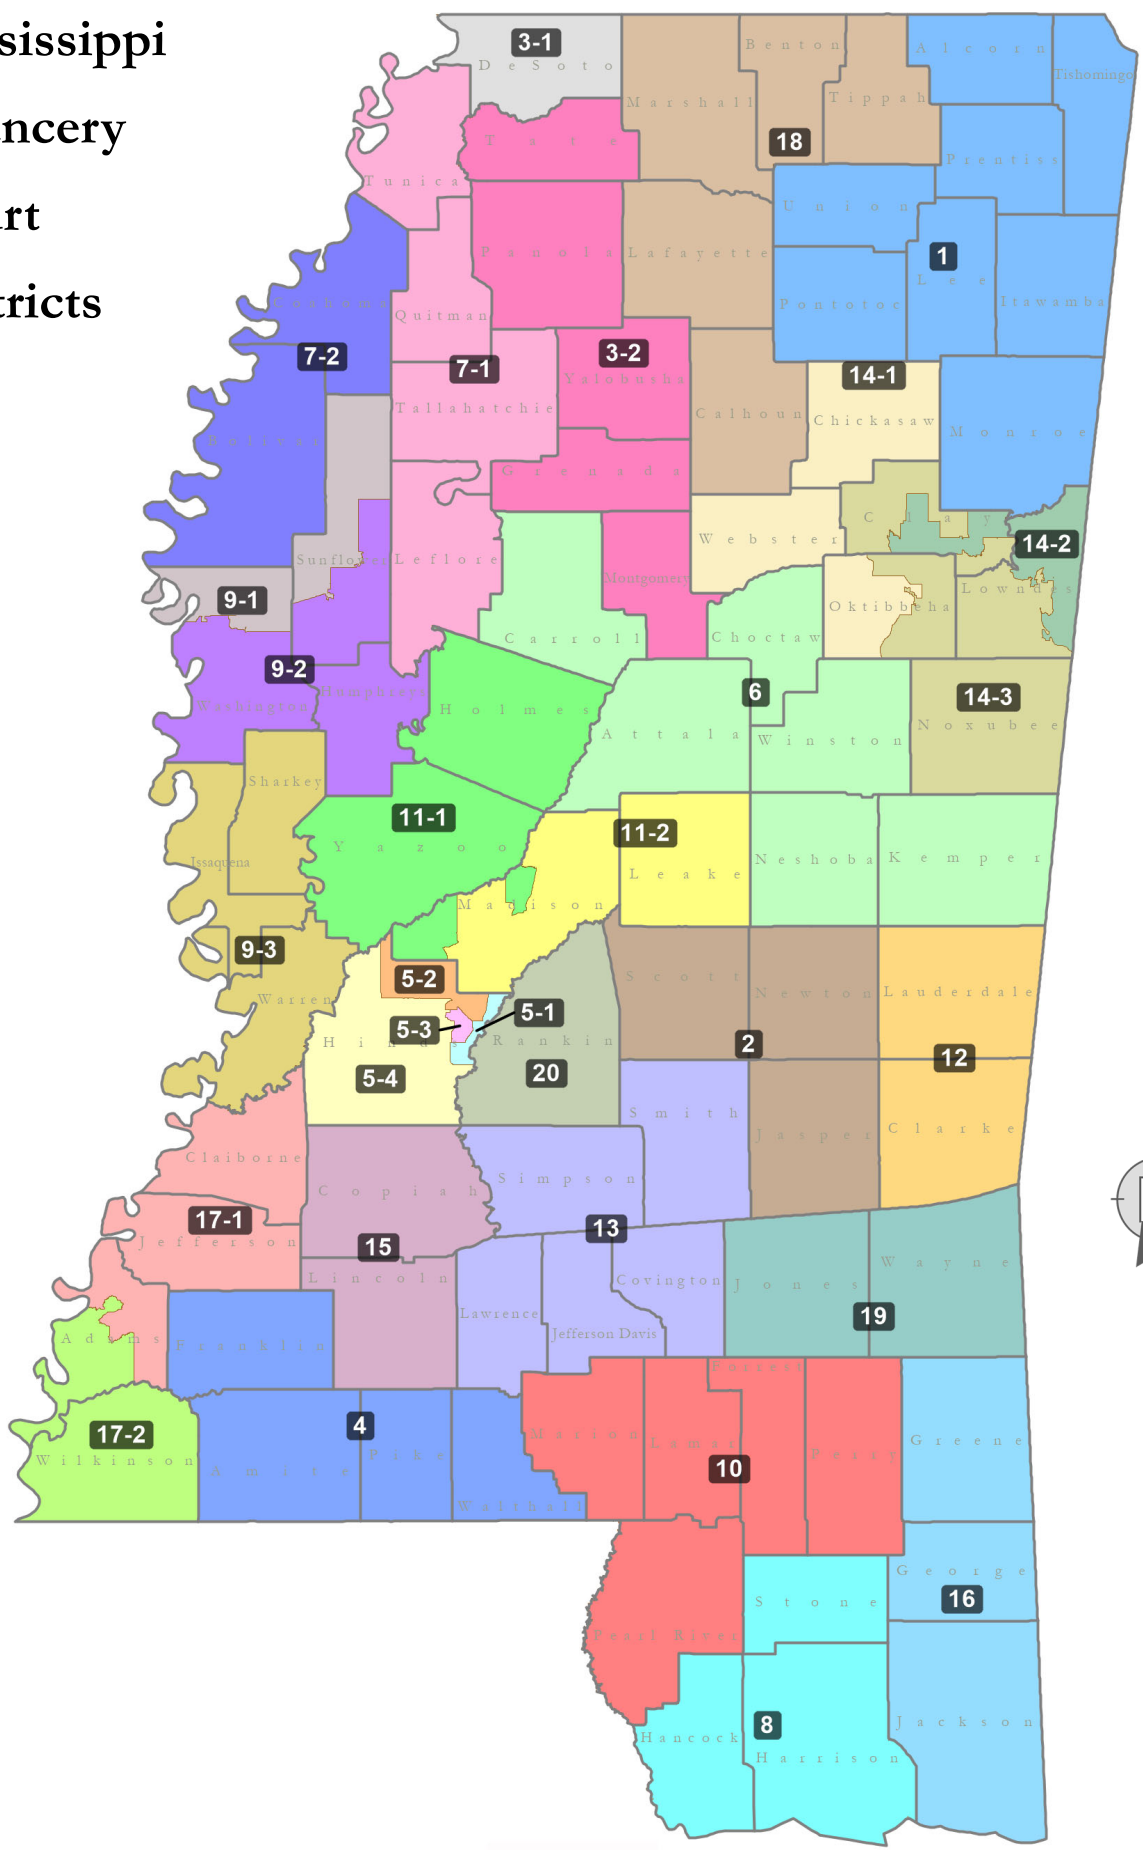 sissippi
ncery
rt
tricts
3-1
DeSoto
Benton
Alcorn
Tishomingo
Marshall
Tippah
Tate
18
Prentiss
Tunica
Union
Panola
Lafayette
1
Lee
Coahoma
Pontotoc
Itawamba
Quitman
7-2
7-1
3-2
14-1
Yalobusha
Tallahatchie
Calhoun
Chickasaw
Monroe
Bolivar
Grenada
Clay
Webster
14-2
Sunflower
Leflore
Montgomery
Lowndes
9-1
Oktibbeha
Carroll
Choctaw
9-2
Humphreys
6
14-3
Washington
Holmes
Noxubee
Attala
Winston
Sharkey
11-1
11-2
Yazoo
Issaquena
Leake
Neshoba
Kemper
Madison
9-3
5-2
Scott
Newton
Lauderdale
Warren
5-1
5-3
Hinds
Rankin
2
12
5-4
20
Smith
Clarke
Jasper
Claiborne
Simpson
Copiah
17-1
13
Jefferson
15
Wayne
Lincoln
Covington
Jones
Lawrence
19
Adams
Franklin
Jefferson Davis
Forrest
17-2
4
Marion
Lamar
Greene
Wilkinson
Amite
Pike
Perry
10
Walthall
George
Stone
16
Pearl River
8
Jackson
Hancock
Harrison